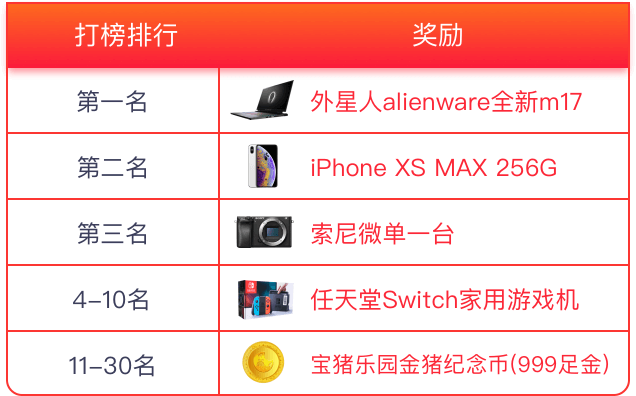 打榜排行 奖励
第一名 外星人alienware全新m17
第二名 iPhone XS MAX 256G
第三名 索尼微单一台
4-10名 任天堂Switch家用游戏机
11-30名 宝猪乐园金猪纪念币(999足金)